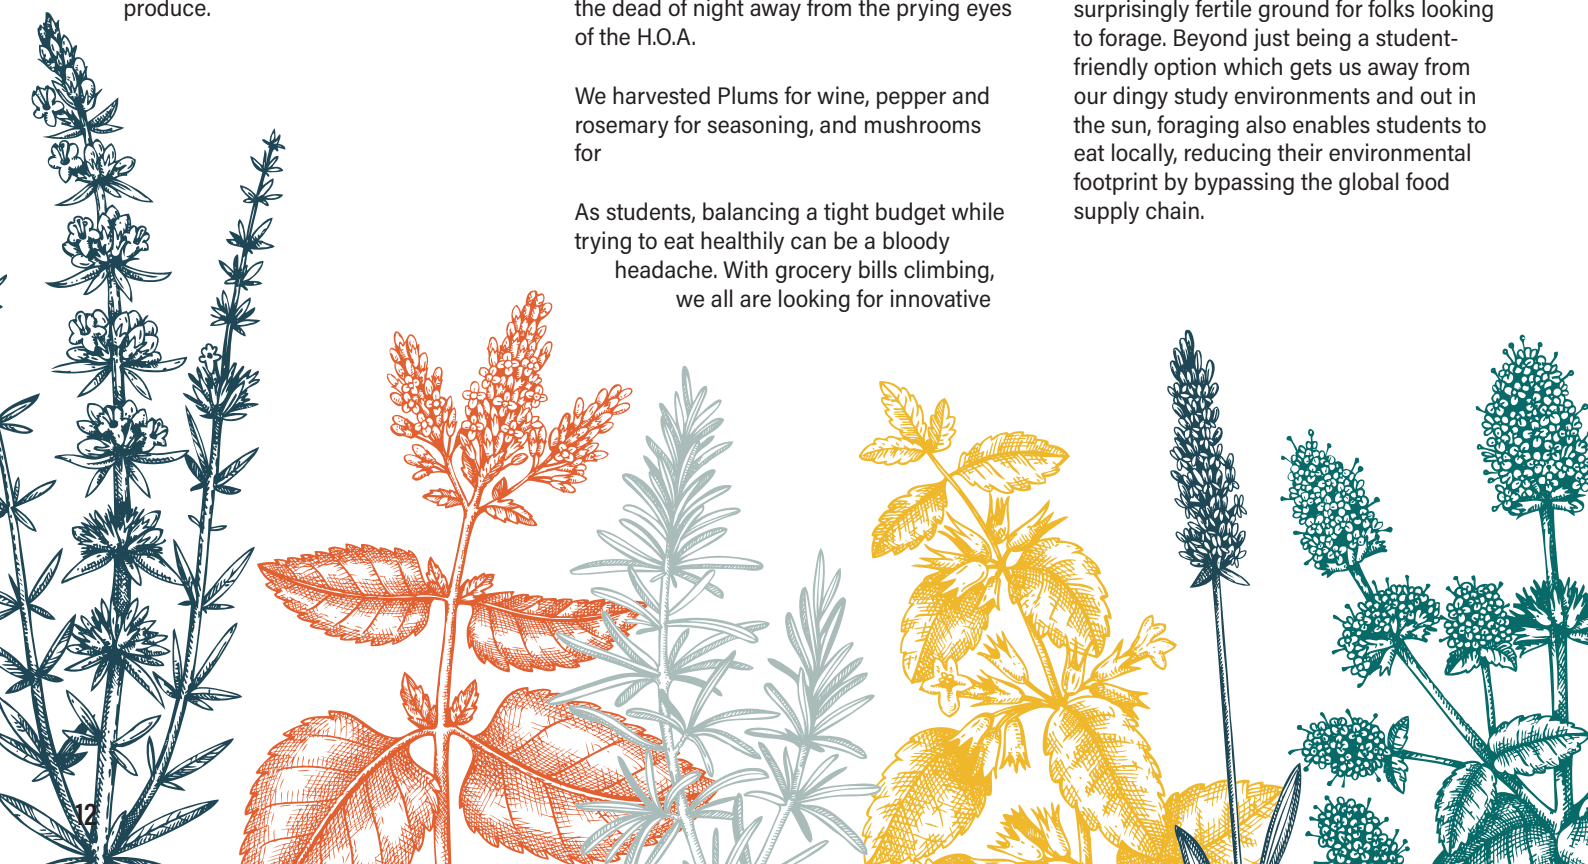 produce.
the dead of night away from the prying eyes
of the H.O.A.
We harvested Plums for wine, pepper and
rosemary for seasoning, and mushrooms
for
As students, balancing a tight budget while
trying to eat healthily can be a bloody
headache. With grocery bills climbing,
we all are looking for innovative
surprisingly fertile ground for folks looking
to forage. Beyond just being a student-
friendly option which gets us away from
our dingy study environments and out in
the sun, foraging also enables students to
eat locally, reducing their environmental
footprint by bypassing the global food
supply chain.
12